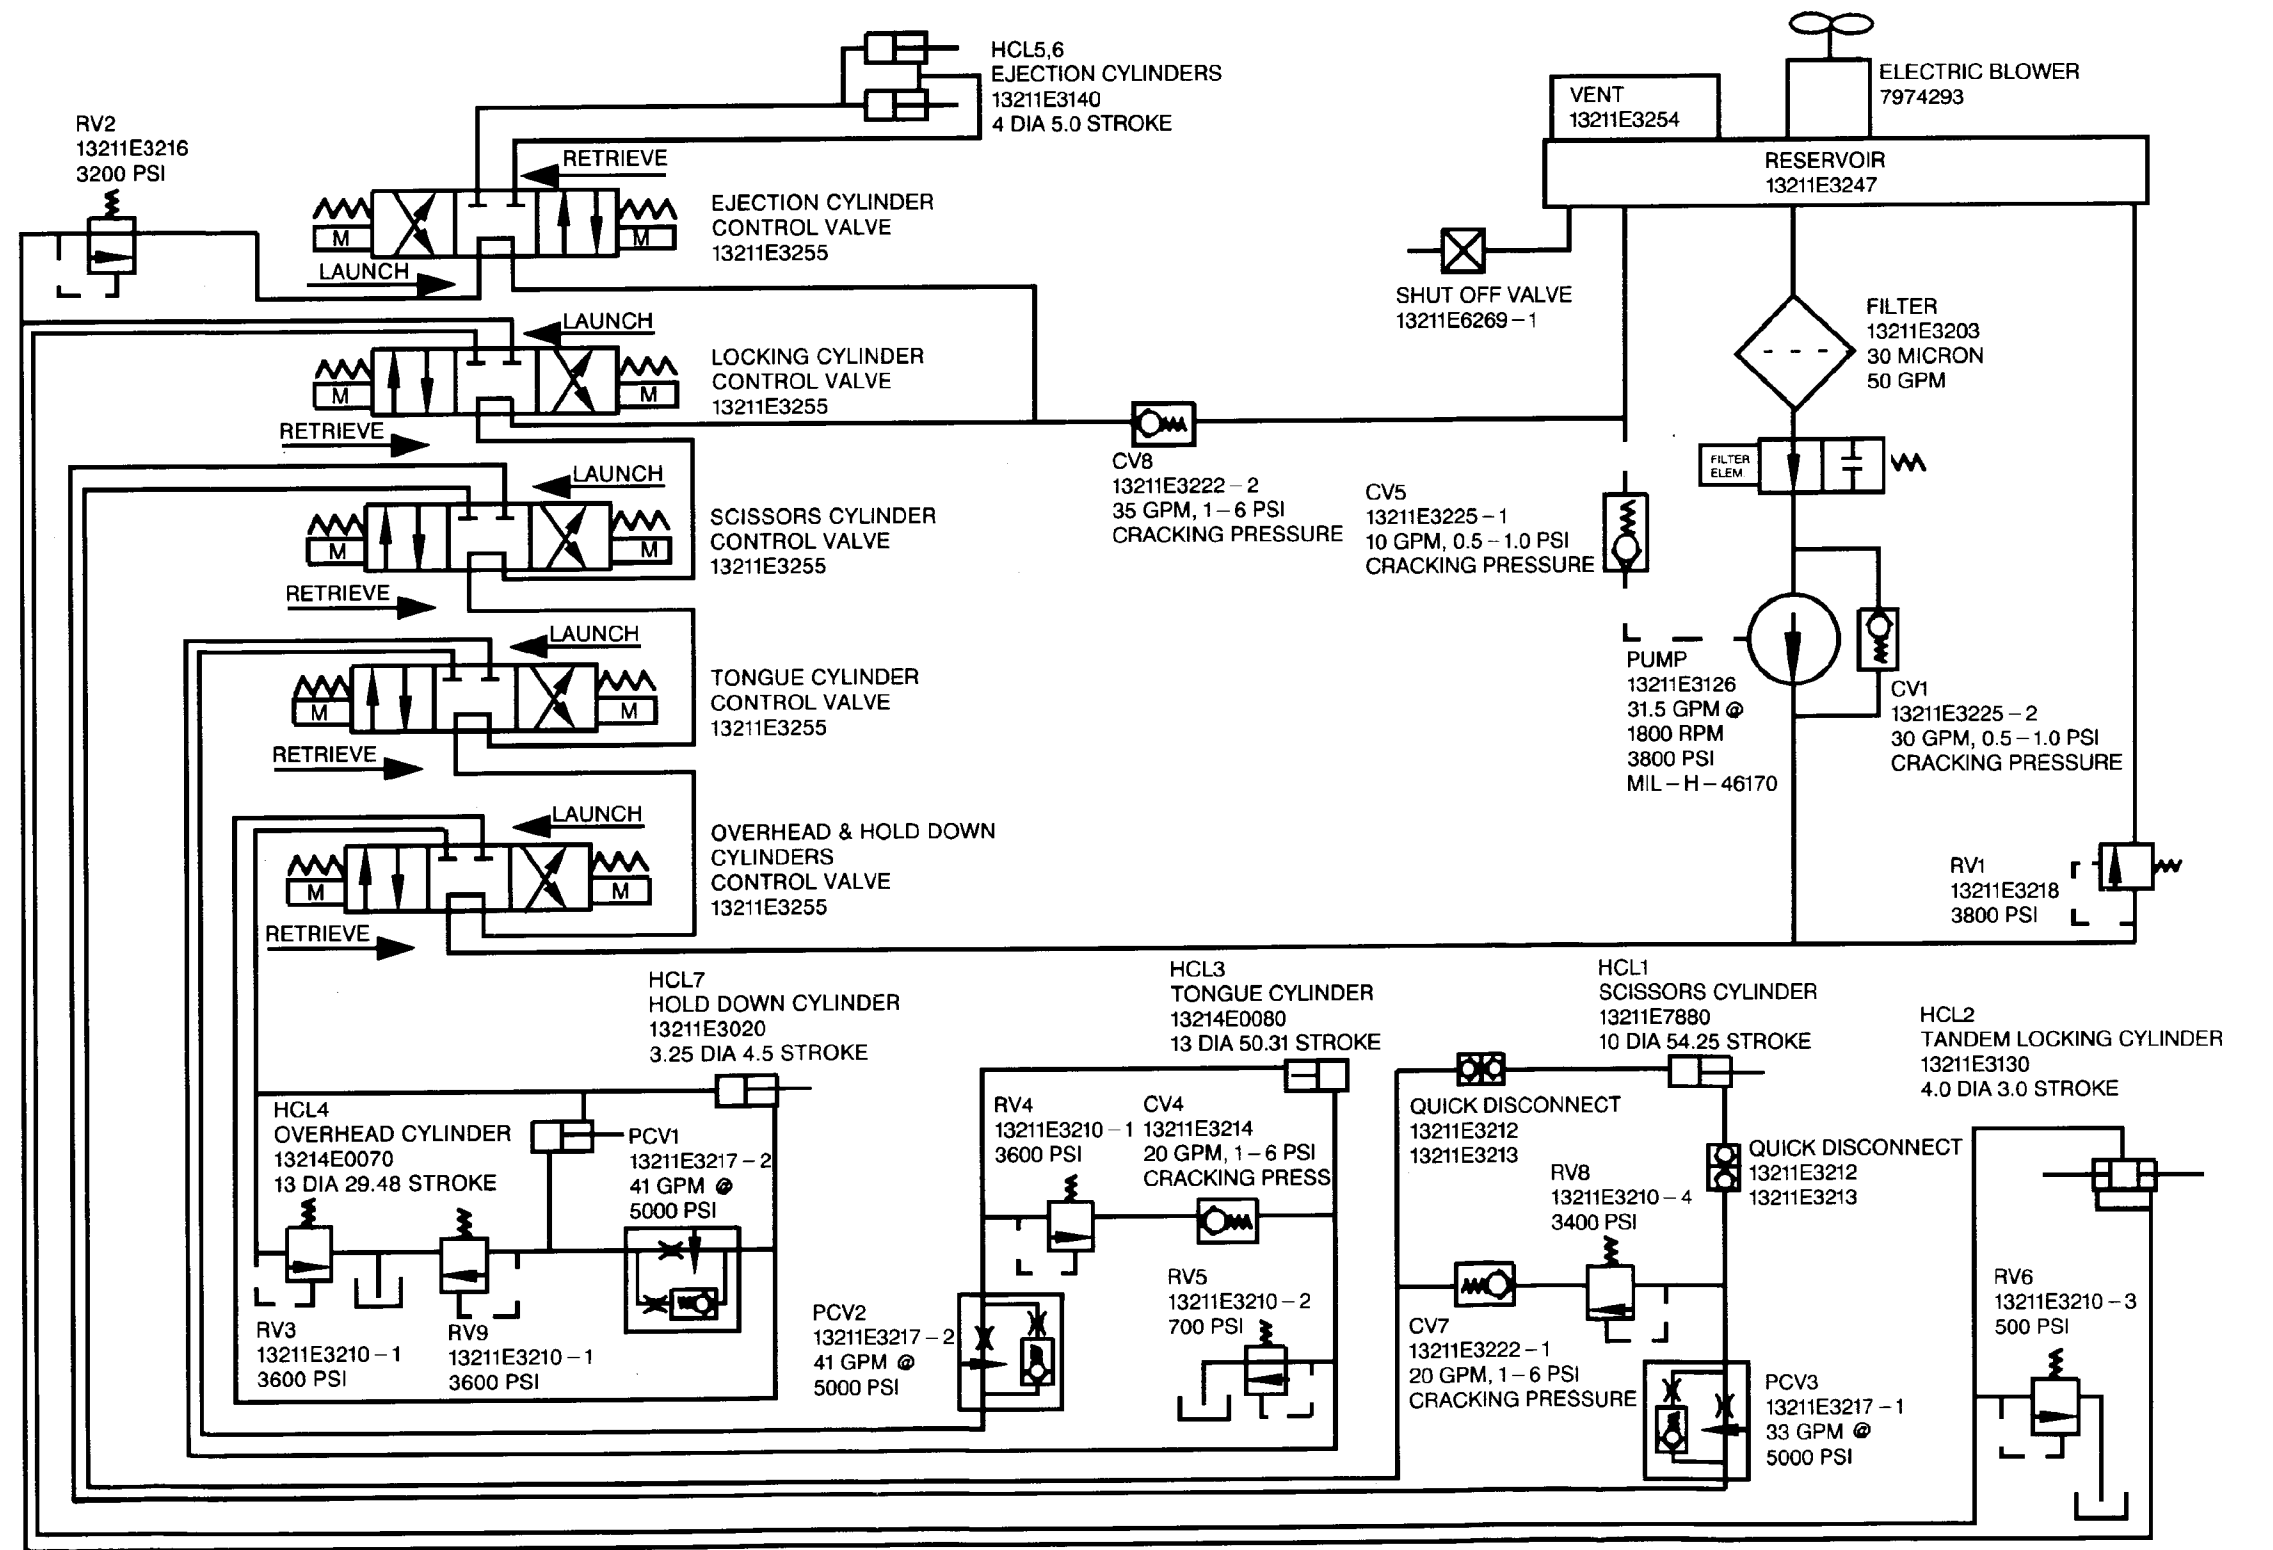 HCL5,6
EJECTION CYLINDERS
13211E3140
4 DIA 5.0 STROKE
ELECTRIC BLOWER
7974293
VENT
13211E3254
RESERVOIR
13211E3247
RV2
13211E3216
3200 PSI
RETRIEVE
M
M
LAUNCH
EJECTION CYLINDER
CONTROL VALVE
13211E3255
SHUT OFF VALVE
13211E6269-1
FILTER
13211E3203
30 MICRON
50 GPM
LAUNCH
M
M
RETRIEVE
LOCKING CYLINDER
CONTROL VALVE
13211E3255
FILTER
ELEM
CV8
13211E3222-2
35 GPM, 1-6 PSI
CRACKING PRESSURE
CV5
13211E3225-1
10 GPM, 0.5-1.0 PSI
CRACKING PRESSURE
LAUNCH
M
M
RETRIEVE
SCISSORS CYLINDER
CONTROL VALVE
13211E3255
LAUNCH
M
M
RETRIEVE
TONGUE CYLINDER
CONTROL VALVE
13211E3255
PUMP
13211E3126
31.5 GPM @
1800 RPM
3800 PSI
MIL-H-46170
CV1
13211E3225-2
30 GPM, 0.5-1.0 PSI
CRACKING PRESSURE
LAUNCH
M
M
RETRIEVE
OVERHEAD & HOLD DOWN
CYLINDERS
CONTROL VALVE
13211E3255
RV1
13211E3218
3800 PSI
HCL7
HOLD DOWN CYLINDER
13211E3020
3.25 DIA 4.5 STROKE
HCL3
TONGUE CYLINDER
13214E0080
13 DIA 50.31 STROKE
HCL1
SCISSORS CYLINDER
13211E7880
10 DIA 54.25 STROKE
HCL2
TANDEM LOCKING CYLINDER
13211E3130
4.0 DIA 3.0 STROKE
HCL4
OVERHEAD CYLINDER
13214E0070
13 DIA 29.48 STROKE
PCV1
13211E3217-2
41 GPM @
5000 PSI
RV4
13211E3210-1
3600 PSI
CV4
13211E3214
20 GPM, 1-6 PSI
CRACKING PRESS
QUICK DISCONNECT
13211E3212
13211E3213
QUICK DISCONNECT
13211E3212
13211E3213
RV8
13211E3210-4
3400 PSI
RV3
13211E3210-1
3600 PSI
RV9
13211E3210-1
3600 PSI
PCV2
13211E3217-2
41 GPM @
5000 PSI
RV5
13211E3210-2
700 PSI
CV7
13211E3222-1
20 GPM, 1-6 PSI
CRACKING PRESSURE
PCV3
13211E3217-1
33 GPM @
5000 PSI
RV6
13211E3210-3
500 PSI